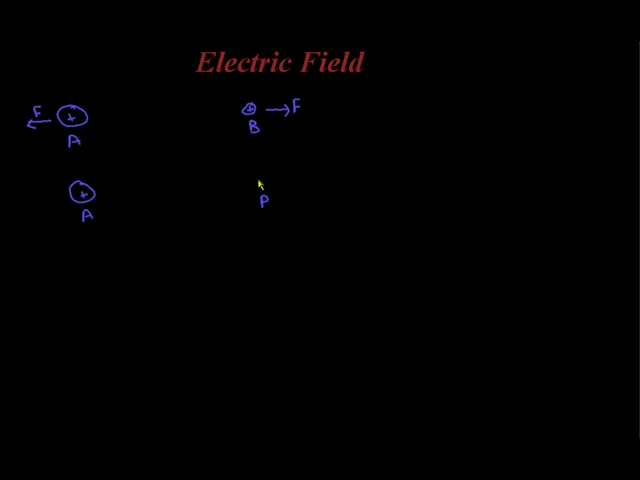 Electric Field
F + A
+ B F
+ A
P